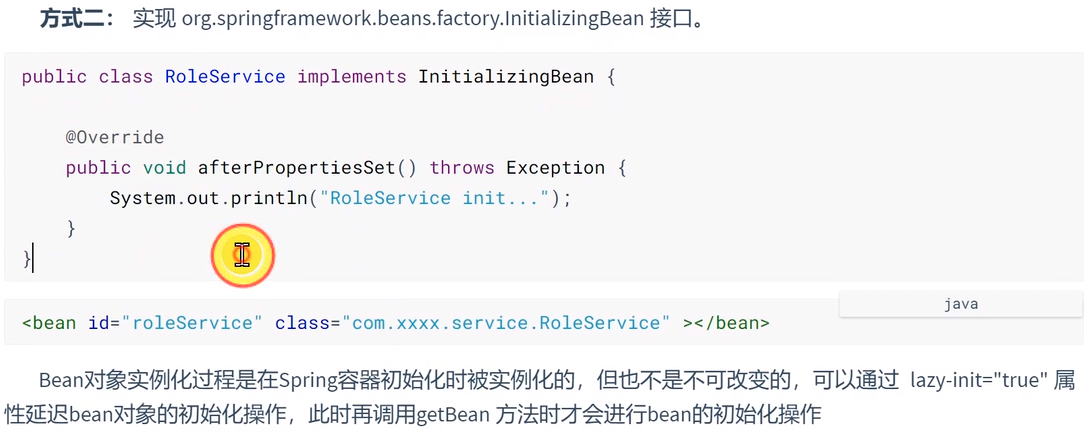 方式二： 实现 org.springframework.beans.factory.InitializingBean 接口。
public class RoleService implements InitializingBean {
@Override
public void afterPropertiesSet() throws Exception {
System.out.println("RoleService init...");
}
}
java
<bean id="roleService" class="com.xxxx.service.RoleService" ></bean>
Bean对象实例化过程是在Spring容器初始化时被实例化的，但也不是不可改变的，可以通过 lazy-init="true" 属
性延迟bean对象的初始化操作，此时再调用getBean 方法时才会进行bean的初始化操作